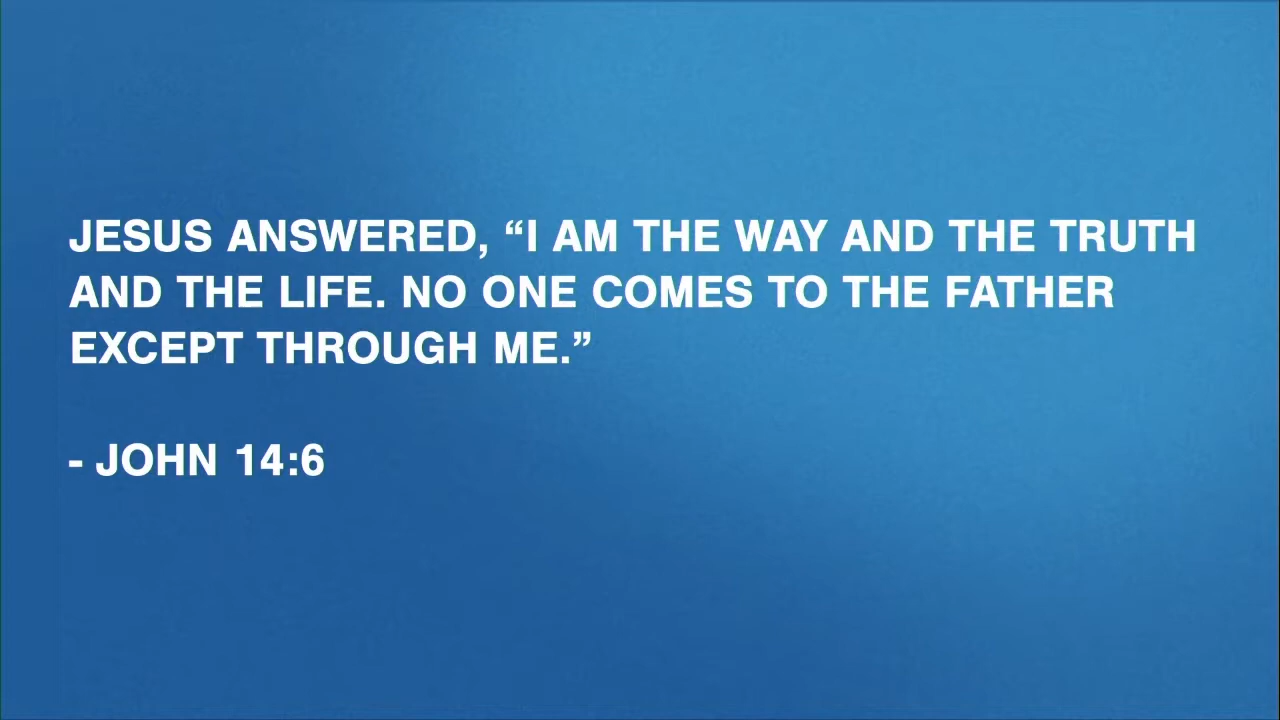 JESUS ANSWERED, “I AM THE WAY AND THE TRUTH
AND THE LIFE. NO ONE COMES TO THE FATHER
EXCEPT THROUGH ME.”
- JOHN 14:6